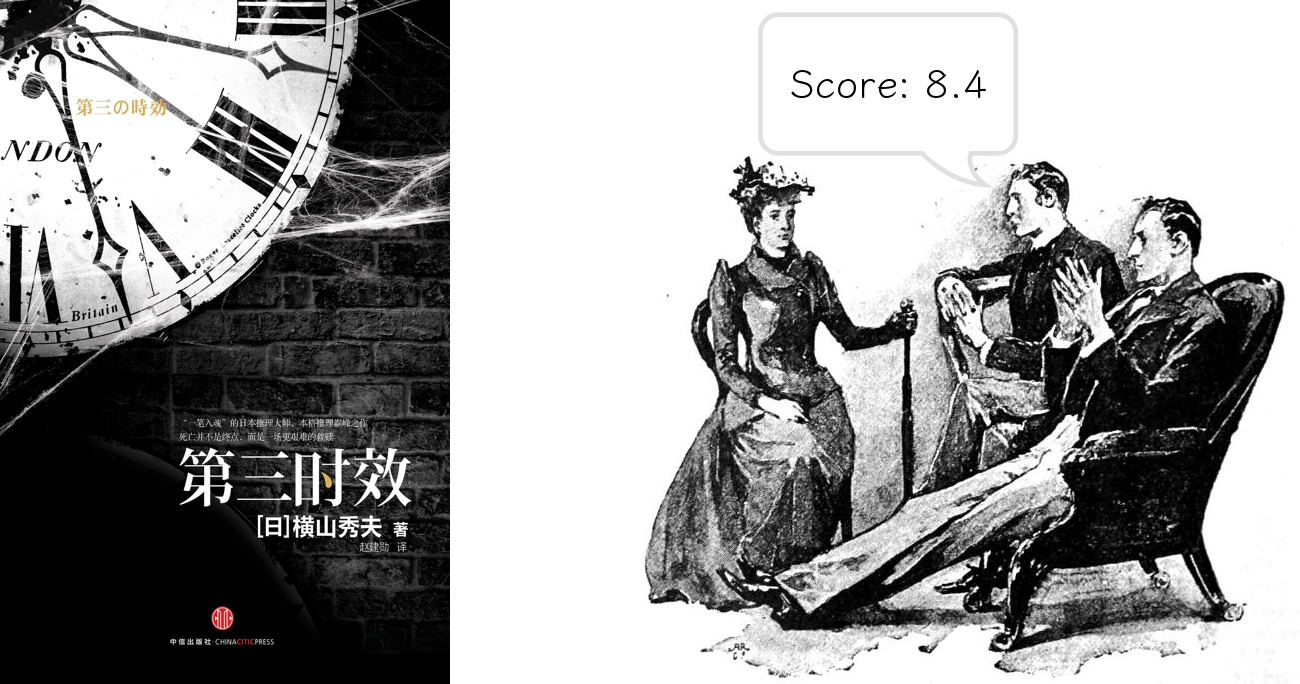 第三の時効
NDON
Britain
“一笔入魂”的日本推理大师，本格推理巅峰之作
死亡并不是终点，而是一场更艰难的救赎
第三时效
[日]横山秀夫 著
赵建勋 译
中信出版社·CHINACITICPRESS
Score: 8.4